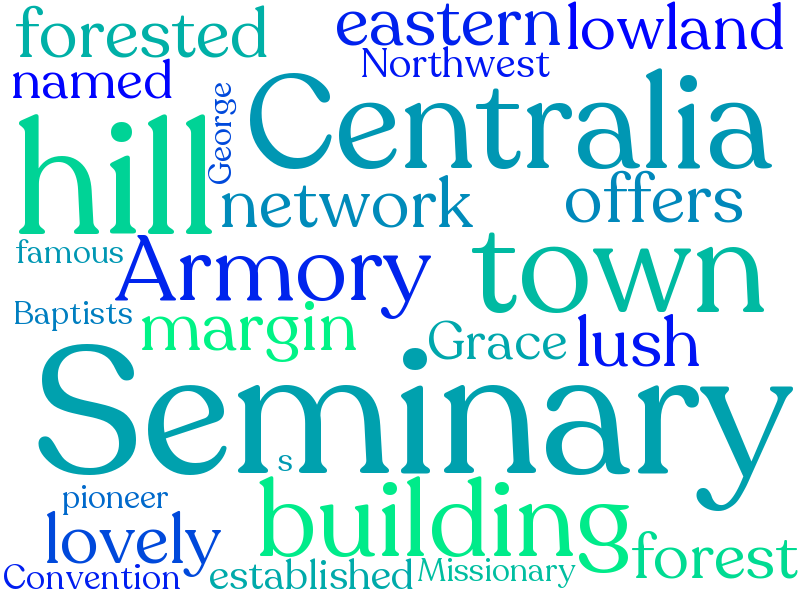 forested
eastern
lowland
named
Northwest
George
Centralia
hill
network
offers
famous
Armory
town
Baptists
margin
Grace
lush
Seminary
s
pioneer
building
lovely
forest
Convention
established
Missionary